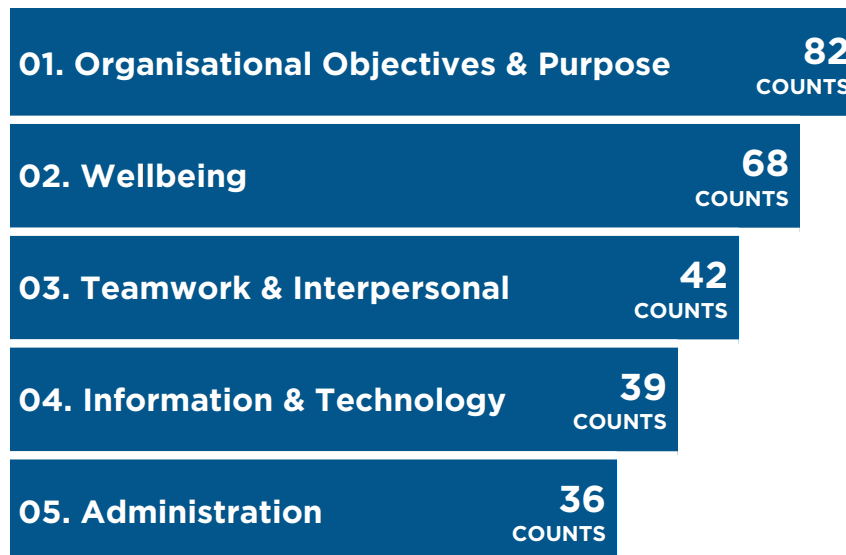 01. Organisational Objectives & Purpose
82
COUNTS
02. Wellbeing
68
COUNTS
03. Teamwork & Interpersonal
42
COUNTS
04. Information & Technology
39
COUNTS
05. Administration
36
COUNTS